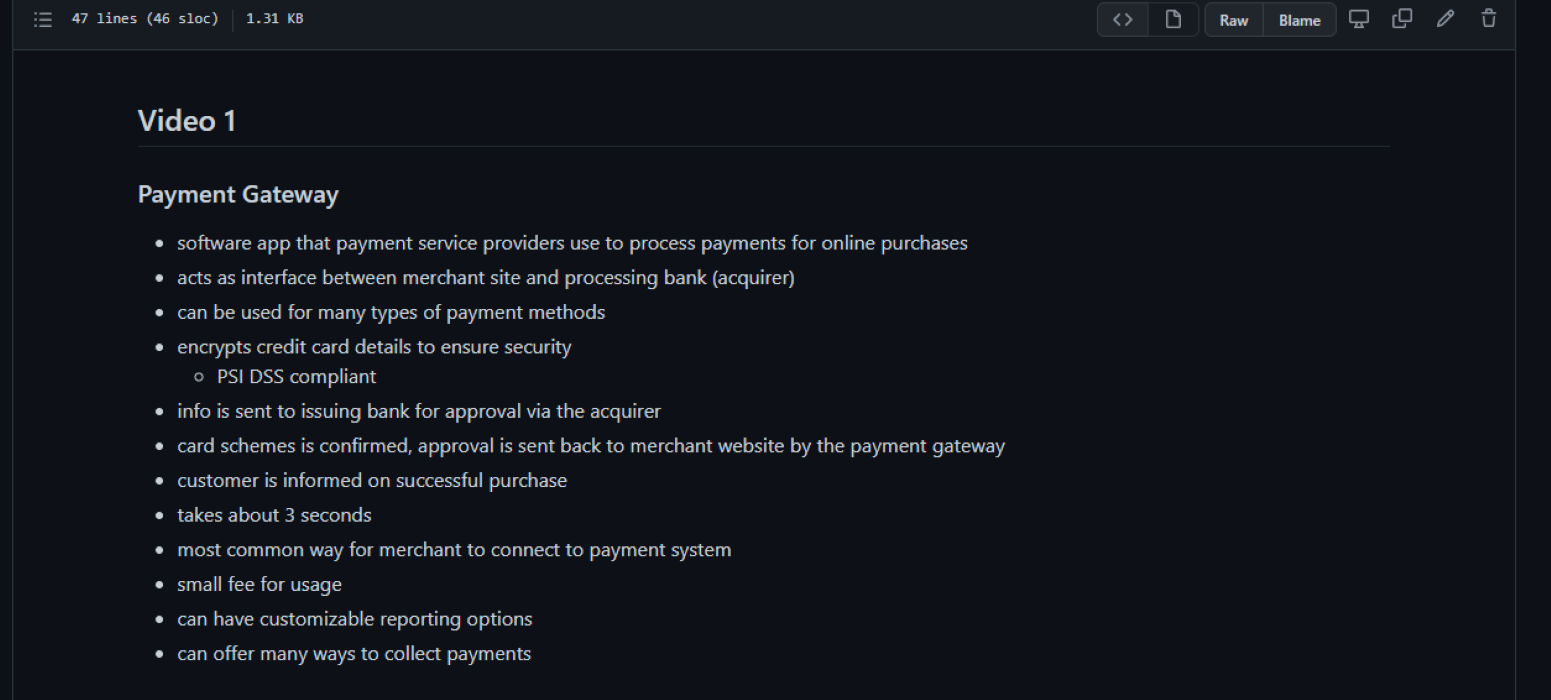 47 lines (46 sloc) 1.31 KB
Raw Blame
Video 1
Payment Gateway
software app that payment service providers use to process payments for online purchases
acts as interface between merchant site and processing bank (acquirer)
can be used for many types of payment methods
encrypts credit card details to ensure security
PSI DSS compliant
info is sent to issuing bank for approval via the acquirer
card schemes is confirmed, approval is sent back to merchant website by the payment gateway
customer is informed on successful purchase
takes about 3 seconds
most common way for merchant to connect to payment system
small fee for usage
can have customizable reporting options
can offer many ways to collect payments